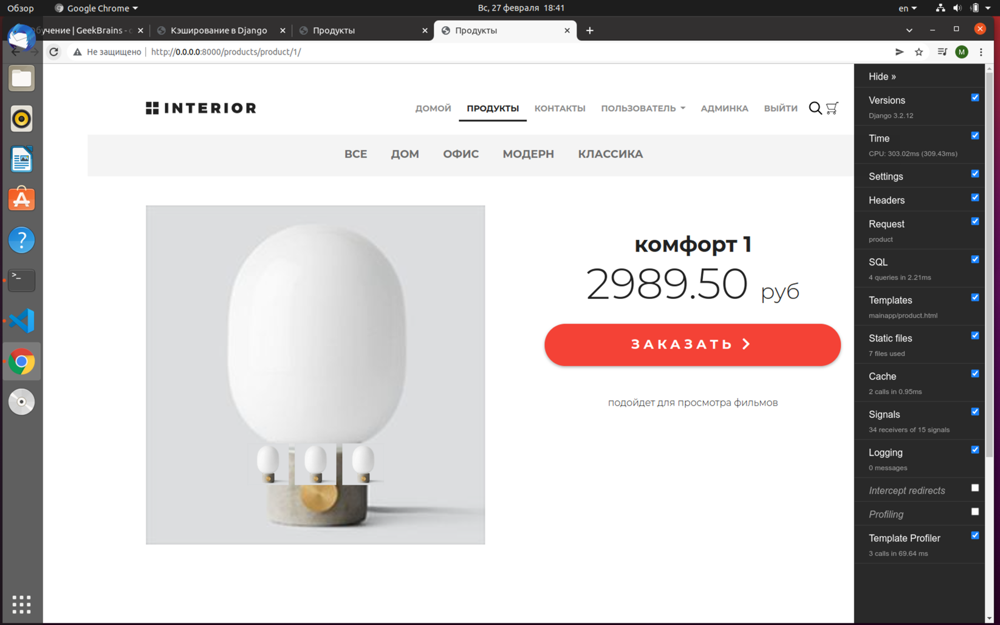 Обзор
Google Chrome
Вс, 27 февраля 18:41
en
обучение | GeekBrains -
Кэширование в Django
Продукты
Продукты
Не защищено
http://0.0.0.0:8000/products/product/1/
M
INTERIOR
ДОМОЙ
ПРОДУКТЫ
КОНТАКТЫ
ПОЛЬЗОВАТЕЛЬ
АДМИНКА
ВЫЙТИ
ВСЕ
ДОМ
ОФИС
МОДЕРН
КЛАССИКА
комфорт 1
2989.50 руб
ЗАКАЗАТЬ
подойдет для просмотра фильмов
Hide »
Versions
Django 3.2.12
Time
CPU: 303.02ms (309.43ms)
Settings
Headers
Request
product
SQL
4 queries in 2.21ms
Templates
mainapp/product.html
Static files
7 files used
Cache
2 calls in 0.95ms
Signals
34 receivers of 15 signals
Logging
0 messages
Intercept redirects
Profiling
Template Profiler
3 calls in 69.64 ms